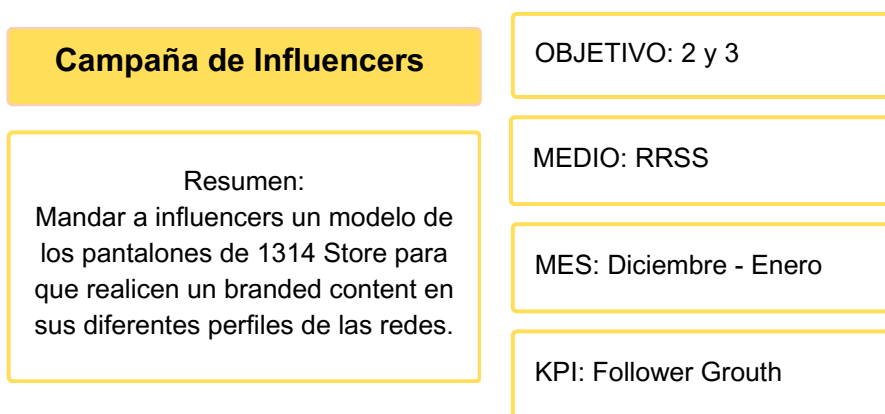 Campaña de Influencers
Resumen:
Mandar a influencers un modelo de
los pantalones de 1314 Store para
que realicen un branded content en
sus diferentes perfiles de las redes.
OBJETIVO: 2 y 3
MEDIO: RRSS
MES: Diciembre - Enero
KPI: Follower Grouth